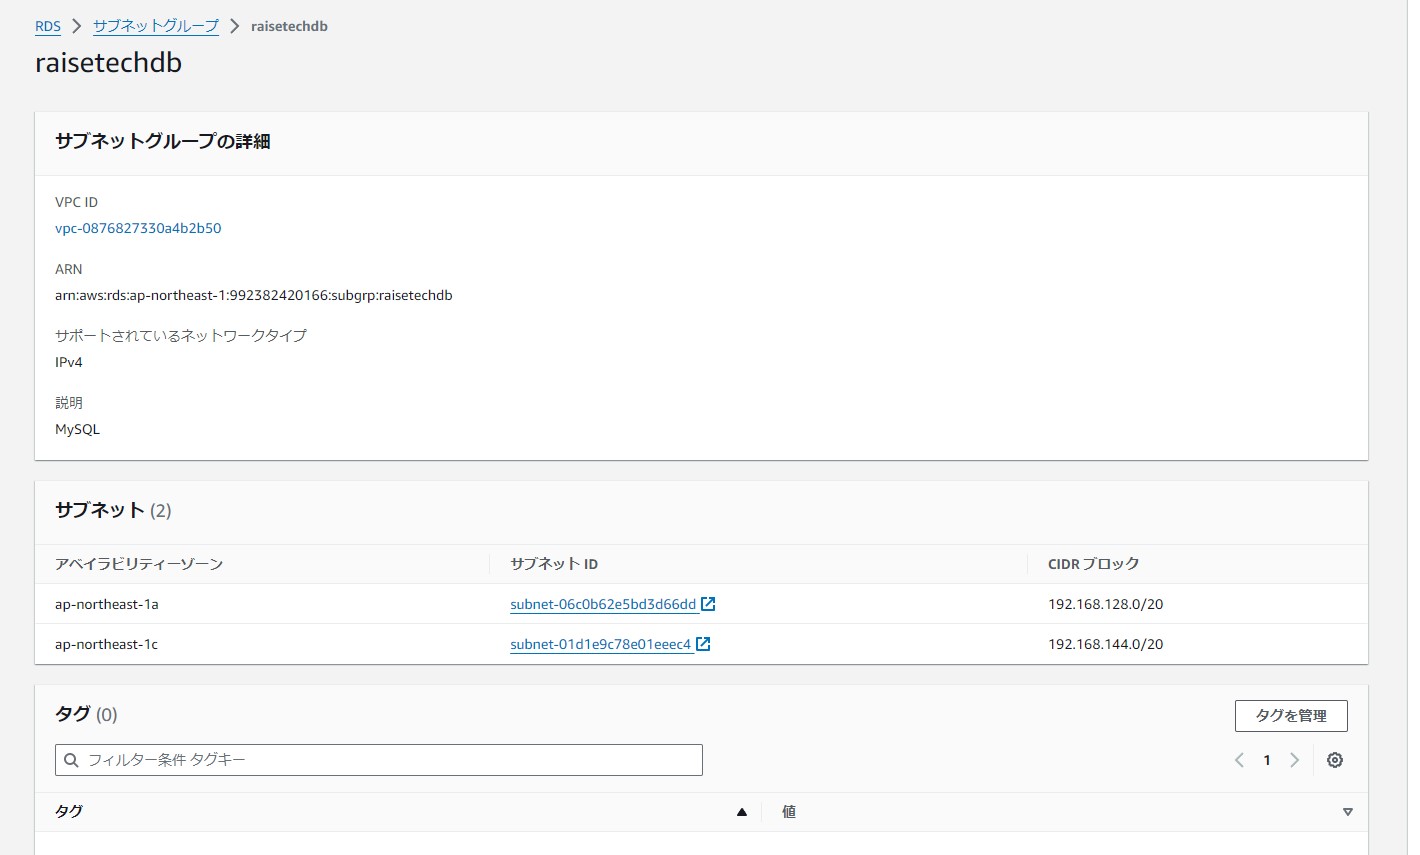 RDS > サブネットグループ > raisetechdb
raisetechdb
サブネットグループの詳細
VPC ID
vpc-0876827330a4b2b50
ARN
arn:aws:rds:ap-northeast-1:992382420166:subgrp:raisetechdb
サポートされているネットワークタイプ
IPv4
説明
MySQL
サブネット (2)
アベイラビリティーゾーン サブネット ID CIDR ブロック
ap-northeast-1a subnet-06c0b62e5bd3d66dd 192.168.128.0/20
ap-northeast-1c subnet-01d1e9c78e01eeec4 192.168.144.0/20
タグ (0) タグを管理
フィルター条件 タグキー 1
タグ 値